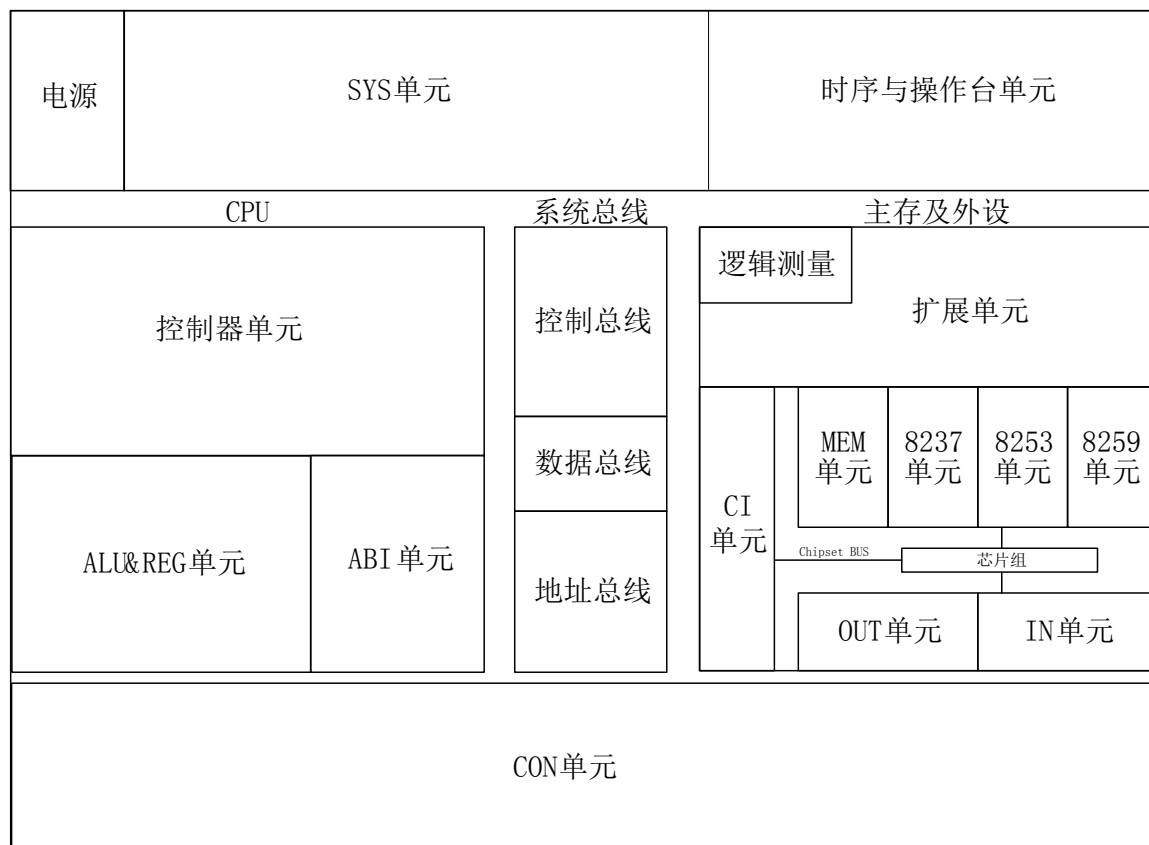 电源
SYS单元
时序与操作台单元
CPU
系统总线
主存及外设
控制器单元
控制总线
逻辑测量
扩展单元
数据总线
ALU&REG单元
ABI单元
地址总线
CI
单元
MEM
单元
8237
单元
8253
单元
8259
单元
Chipset BUS
芯片组
OUT单元
IN单元
CON单元